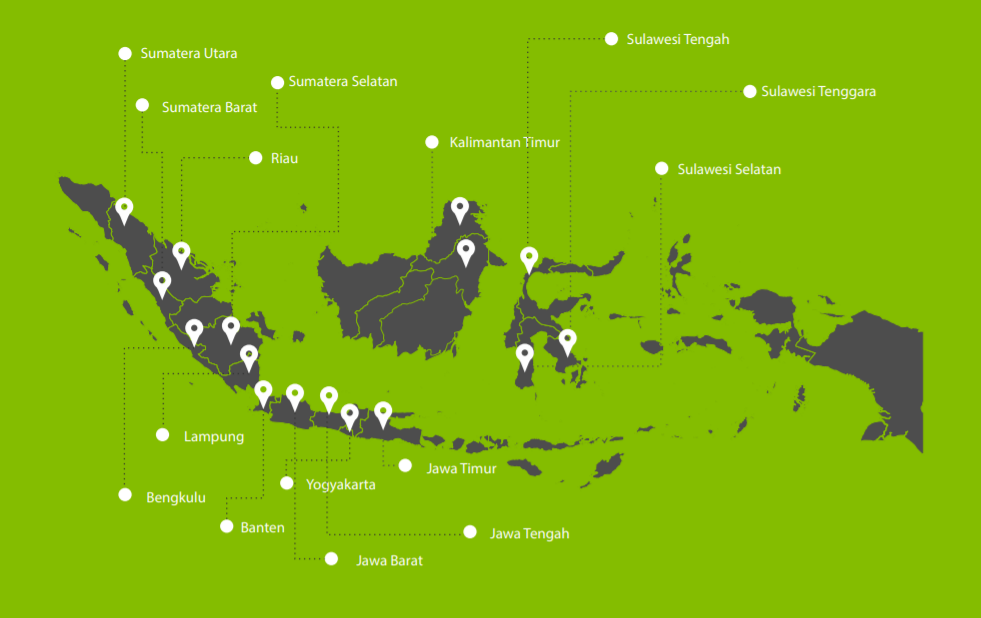 Sulawesi Tengah
Sumatera Utara
Sumatera Selatan
Sulawesi Tenggara
Sumatera Barat
Kalimantan Timur
Riau
Sulawesi Selatan
Lampung
Jawa Timur
Yogyakarta
Bengkulu
Banten
Jawa Tengah
Jawa Barat